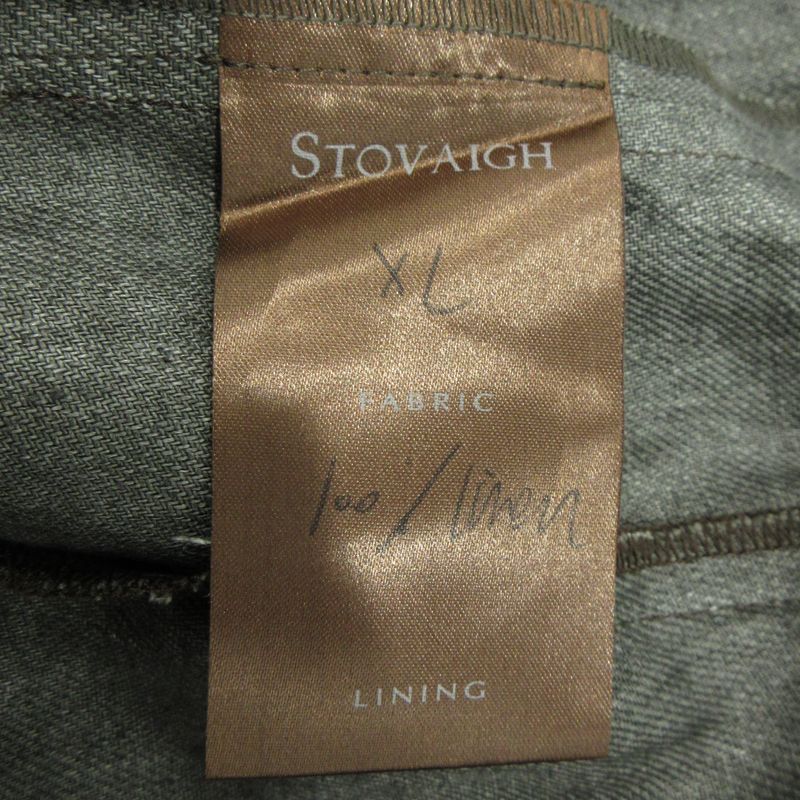 STOVAIGH
XL
FABRIC
100% linen
LINING